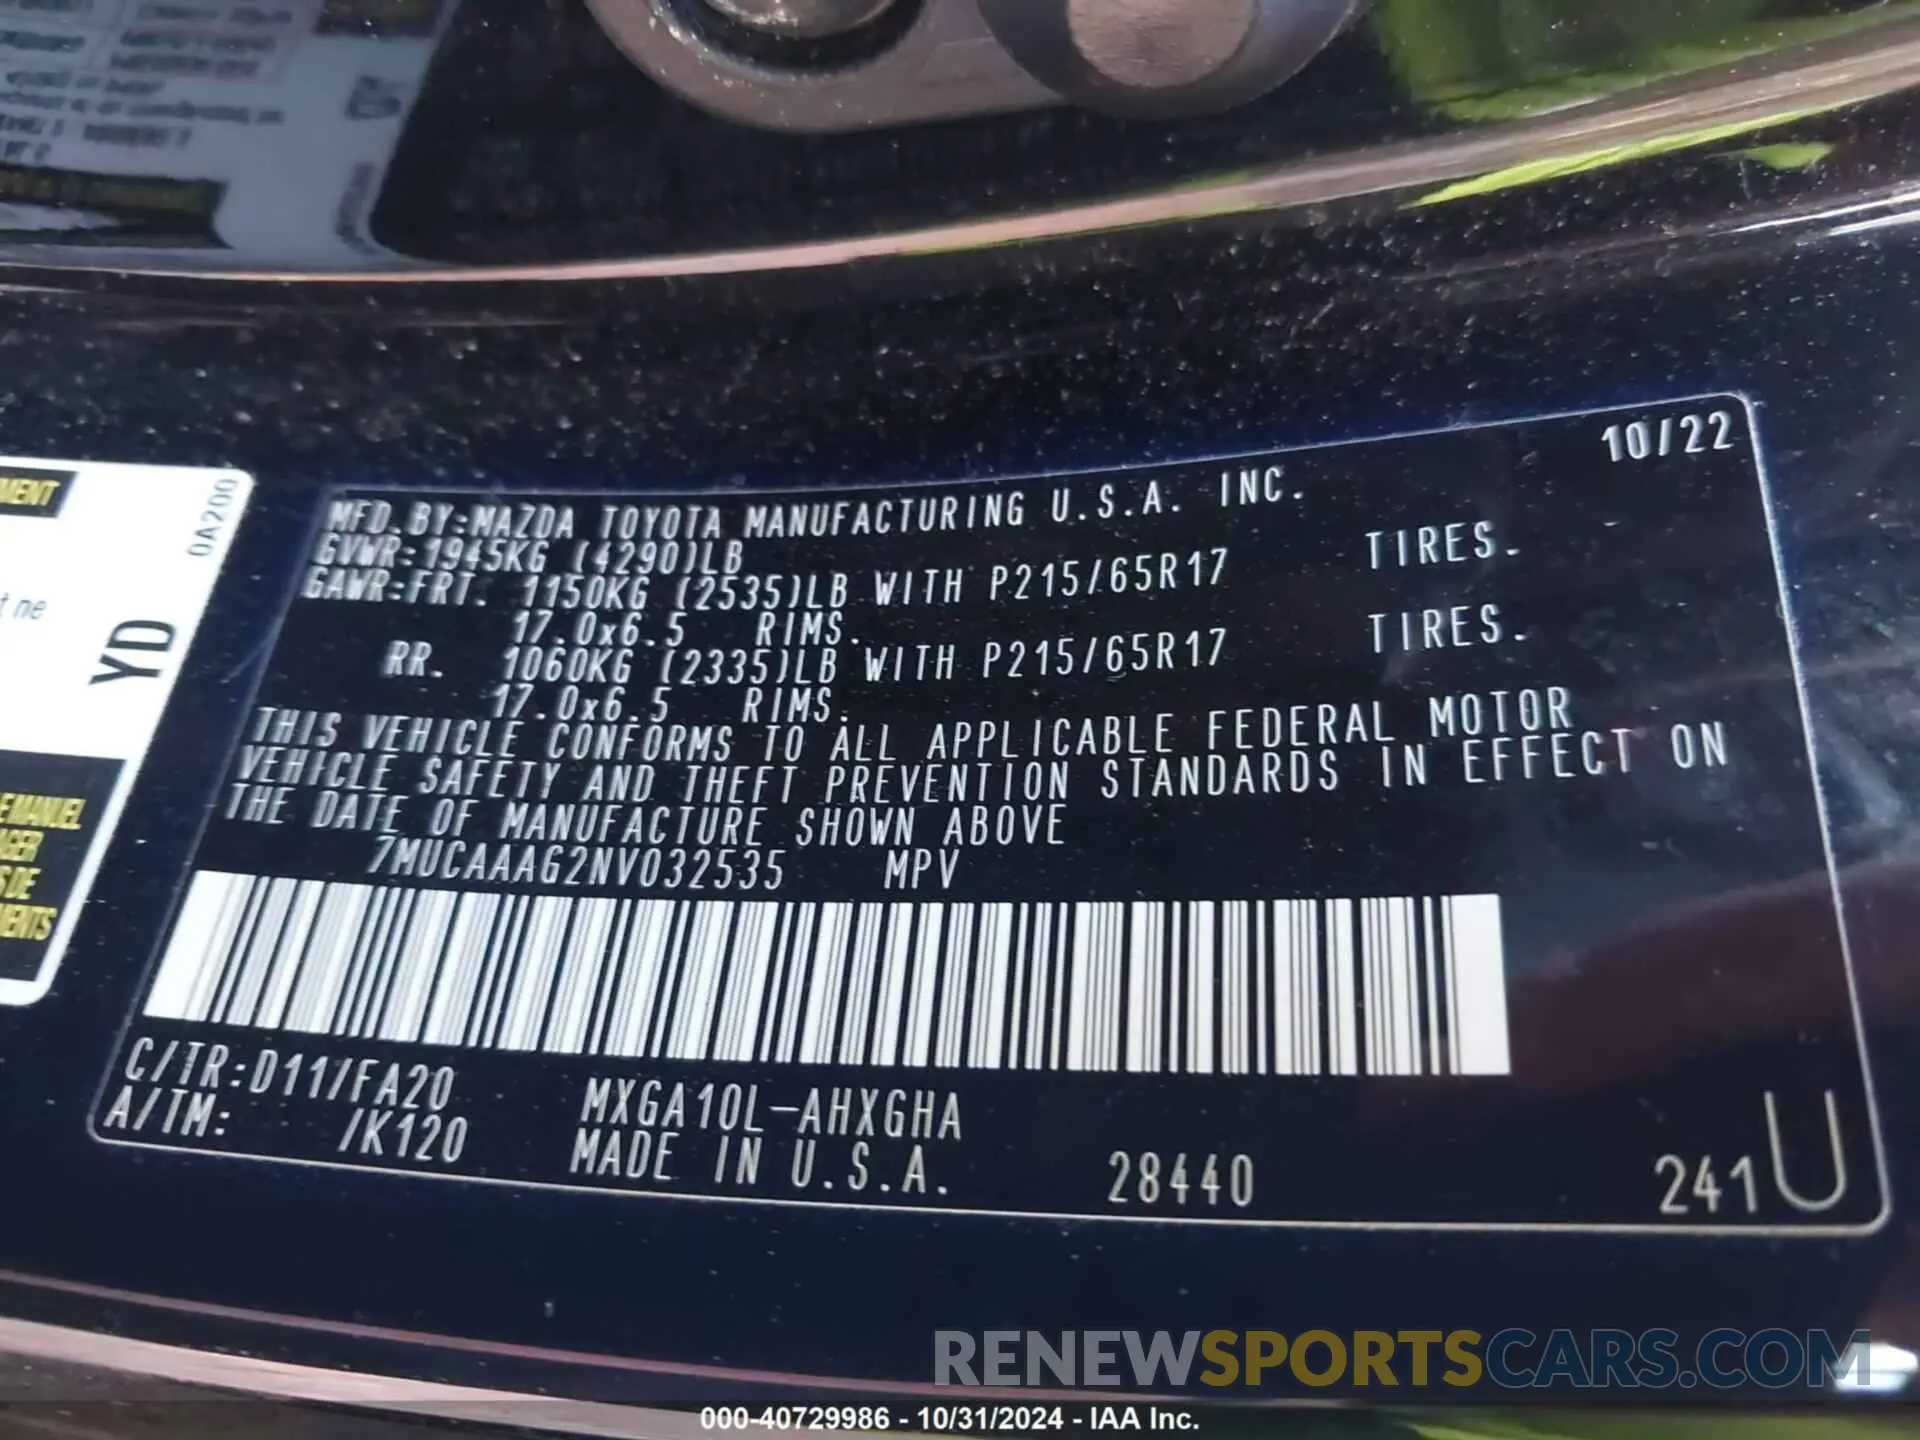 10/22
MFD.BY:MAZDA TOYOTA MANUFACTURING U.S.A. INC.
GVWR:1945KG (4290)LB
GAWR:FRT. 1150KG (2535)LB WITH P215/65R17 TIRES.
17.0x6.5 RIMS.
RR. 1060KG (2335)LB WITH P215/65R17 TIRES.
17.0x6.5 RIMS.
THIS VEHICLE CONFORMS TO ALL APPLICABLE FEDERAL MOTOR
VEHICLE SAFETY AND THEFT PREVENTION STANDARDS IN EFFECT ON
THE DATE OF MANUFACTURE SHOWN ABOVE
7MUCAAAG2NV032535 MPV
C/TR:D117/FA20 MXGA10L-AHXGHA
A/TM: /K120 MADE IN U.S.A. 28440 241U
0A200
t ne
YD
RENEWSPORTSCARS.COM
000-40729986 - 10/31/2024 - IAA Inc.